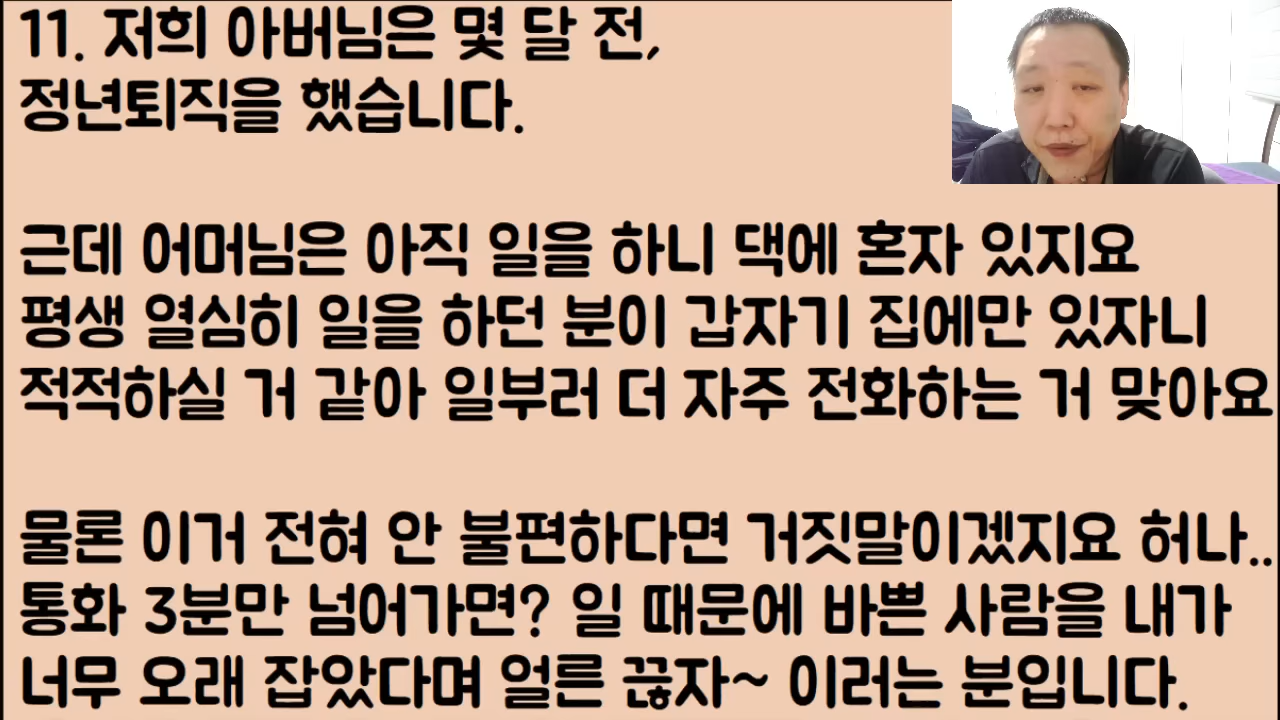 11. 저희 아버님은 몇 달 전,
정년퇴직을 했습니다.
근데 어머님은 아직 일을 하니 댁에 혼자 있지요
평생 열심히 일을 하던 분이 갑자기 집에만 있자니
적적하실 거 같아 일부러 더 자주 전화하는 거 맞아요
물론 이거 전혀 안 불편하다면 거짓말이겠지요 허나..
통화 3분만 넘어가면? 일 때문에 바쁜 사람을 내가
너무 오래 잡았다며 얼른 끊자~ 이러는 분입니다.